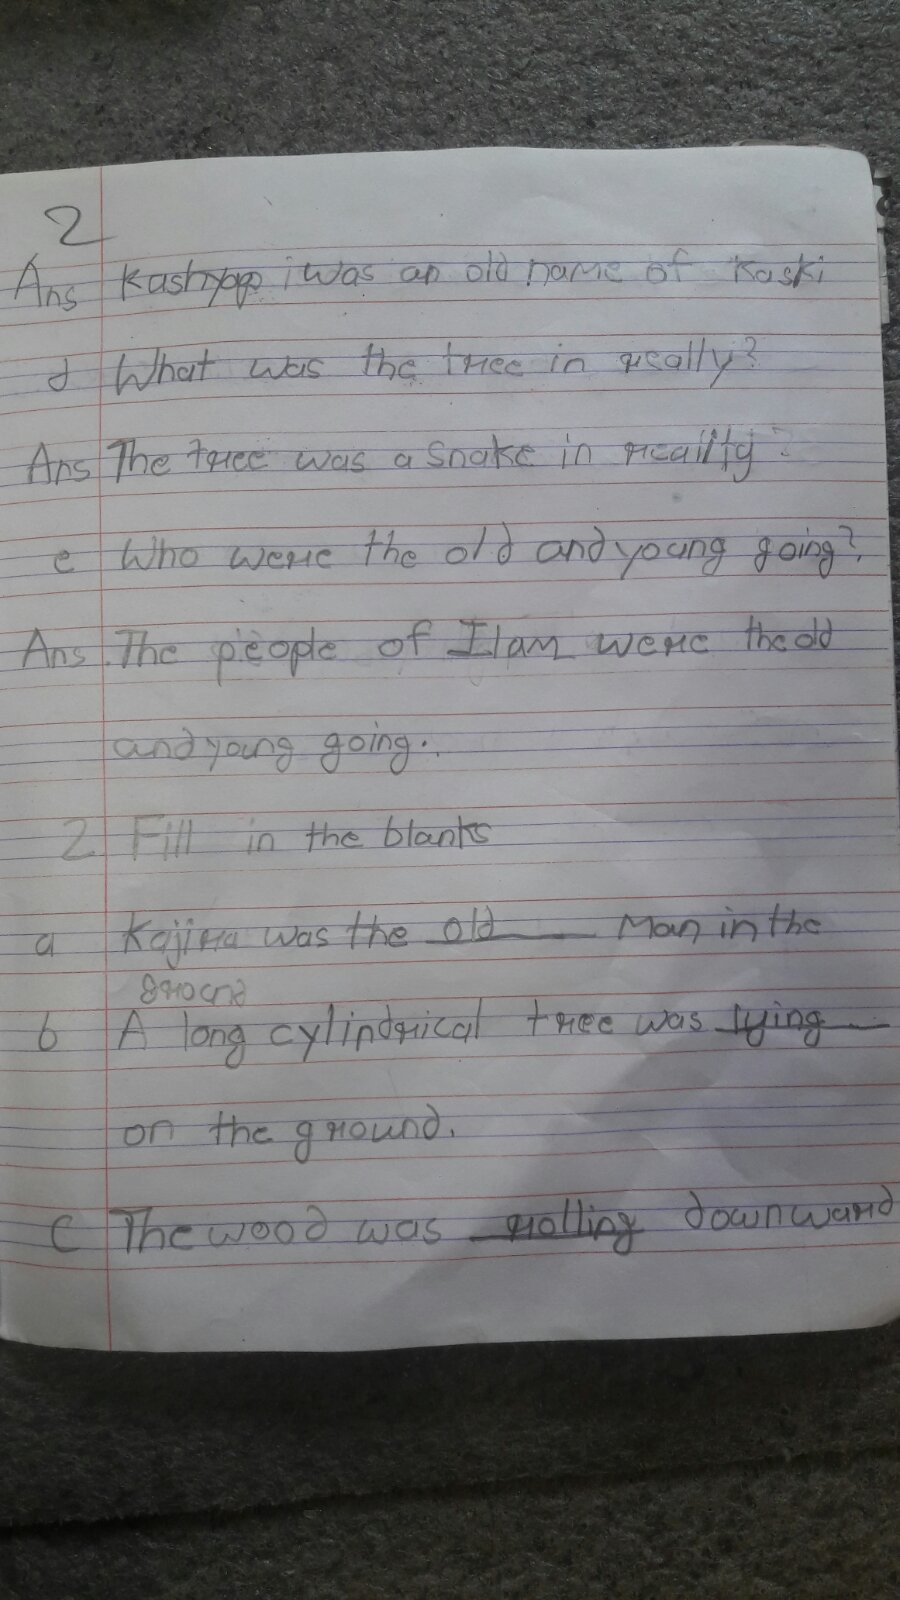 2
Ans Kashyap was an old name of Kaski
d What was the tree in really?
Ans The tree was a snake in reality?
e Who were the old and young going?
Ans. The people of Ilam were the old
and young going.
2 Fill in the blanks
a Kajira was the old Man in the
ground
b A long cylindrical tree was lying
on the ground.
c The wood was rolling downward